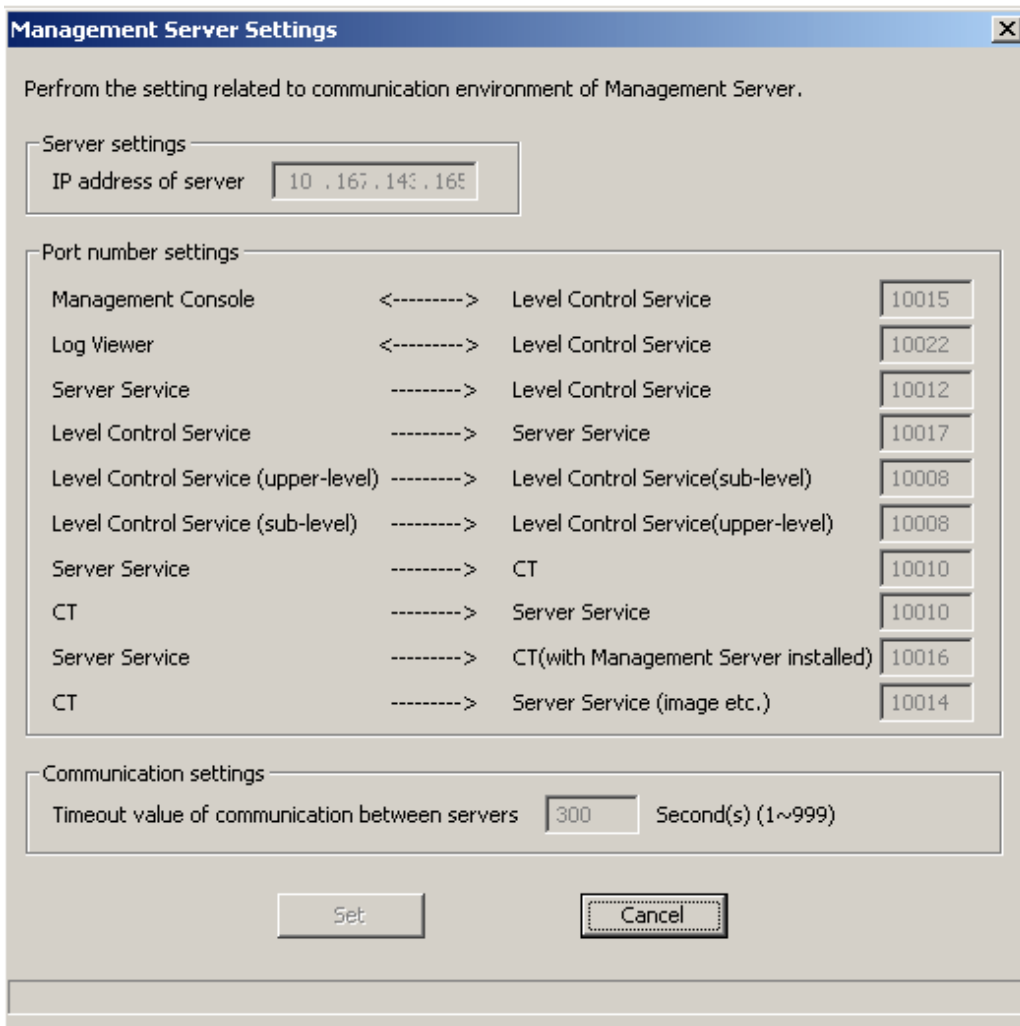 Management Server Settings
Perfrom the setting related to communication environment of Management Server.
Server settings
IP address of server 10 . 167 . 143 . 165
Port number settings
Management Console <---------> Level Control Service 10015
Log Viewer <---------> Level Control Service 10022
Server Service ---------> Level Control Service 10012
Level Control Service ---------> Server Service 10017
Level Control Service (upper-level) ---------> Level Control Service(sub-level) 10008
Level Control Service (sub-level) ---------> Level Control Service(upper-level) 10008
Server Service ---------> CT 10010
CT ---------> Server Service 10010
Server Service ---------> CT(with Management Server installed) 10016
CT ---------> Server Service (image etc.) 10014
Communication settings
Timeout value of communication between servers 300 Second(s) (1~999)
Set Cancel